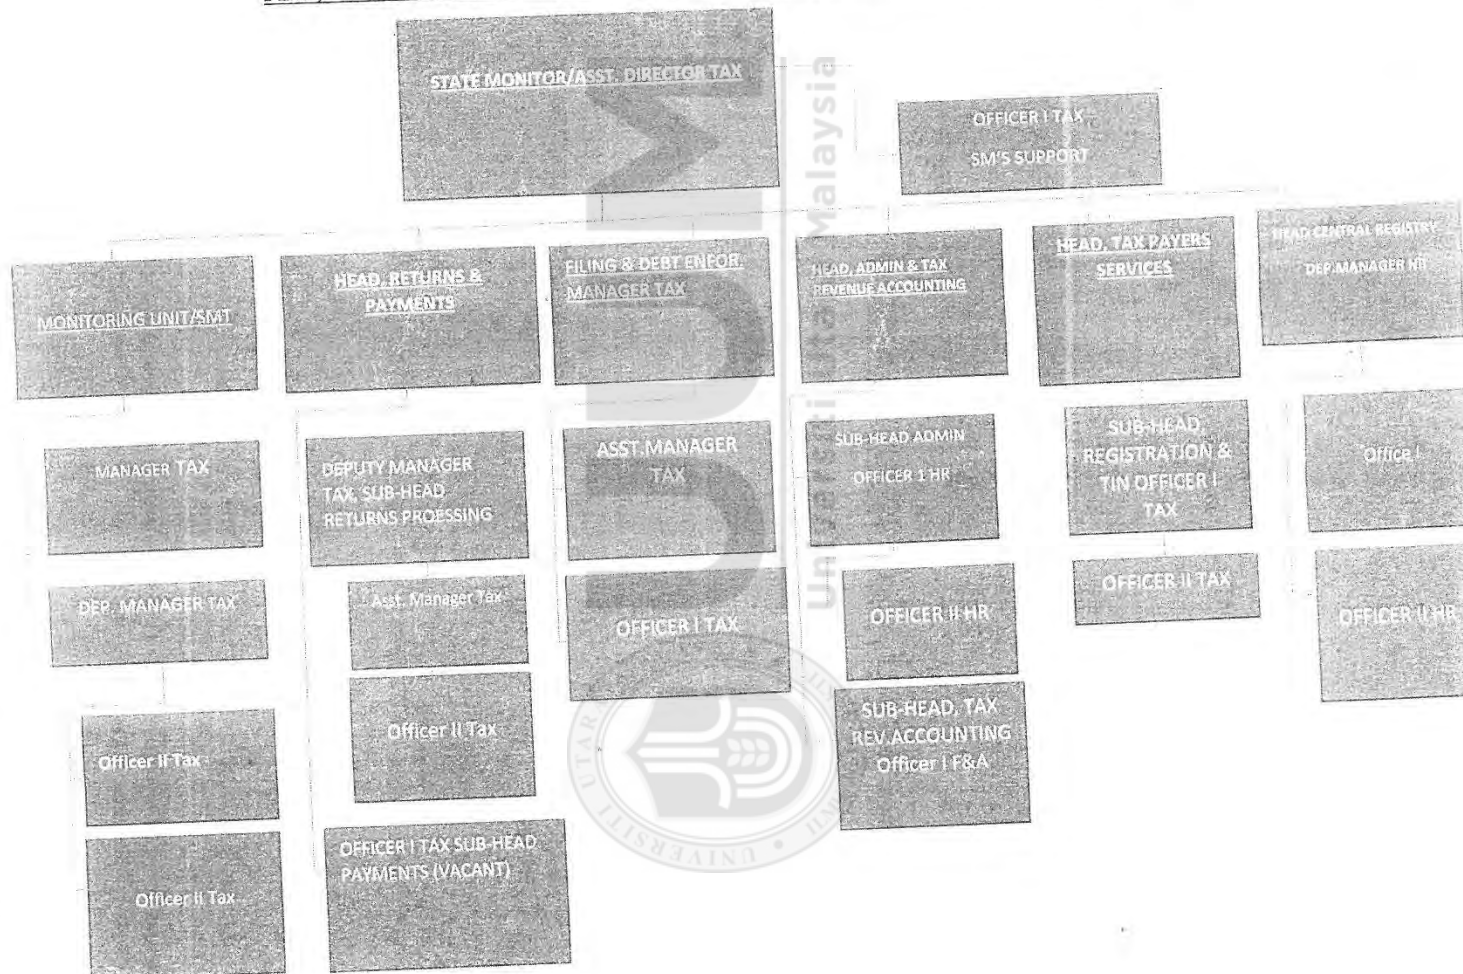 STATE MONITOR/ASST. DIRECTOR TAX
OFFICER I TAX
SM'S SUPPORT
MONITORING UNIT/SMT
HEAD, RETURNS &
PAYMENTS
FILING & DEBT ENFOR.
MANAGER TAX
HEAD, ADMIN & TAX
REVENUE ACCOUNTING
HEAD, TAX PAYERS
SERVICES
HEAD CENTRAL REGISTRY
DEP.MANAGER HR
MANAGER TAX
DEPUTY MANAGER
TAX, SUB-HEAD
RETURNS PROESSING
ASST.MANAGER
TAX
SUB-HEAD ADMIN
OFFICER 1 HR
SUB-HEAD,
REGISTRATION &
TIN OFFICER I
TAX
Office I
DEP. MANAGER TAX
Asst. Manager Tax
OFFICER I TAX
OFFICER II HR
OFFICER II TAX
OFFICER II HR
Officer II Tax
Officer II Tax
SUB-HEAD, TAX
REV.ACCOUNTING
Officer I F&A
Officer II Tax
OFFICER I TAX SUB-HEAD
PAYMENTS (VACANT)
UUM
Universiti Utara Malaysia